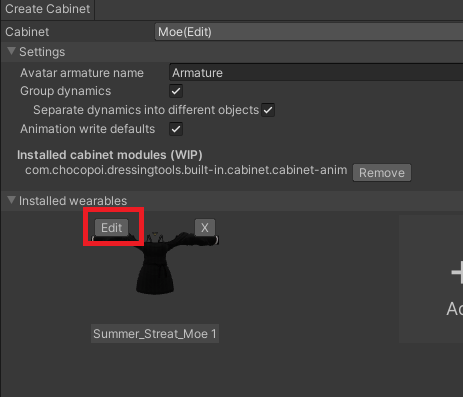 Create Cabinet
Cabinet Moe(Edit)
Settings
Avatar armature name Armature
Group dynamics
Separate dynamics into different objects
Animation write defaults
Installed cabinet modules (WIP)
com.chocopoi.dressingtools.built-in.cabinet.cabinet-anim Remove
Installed wearables
Edit X
Summer_Streat_Moe 1